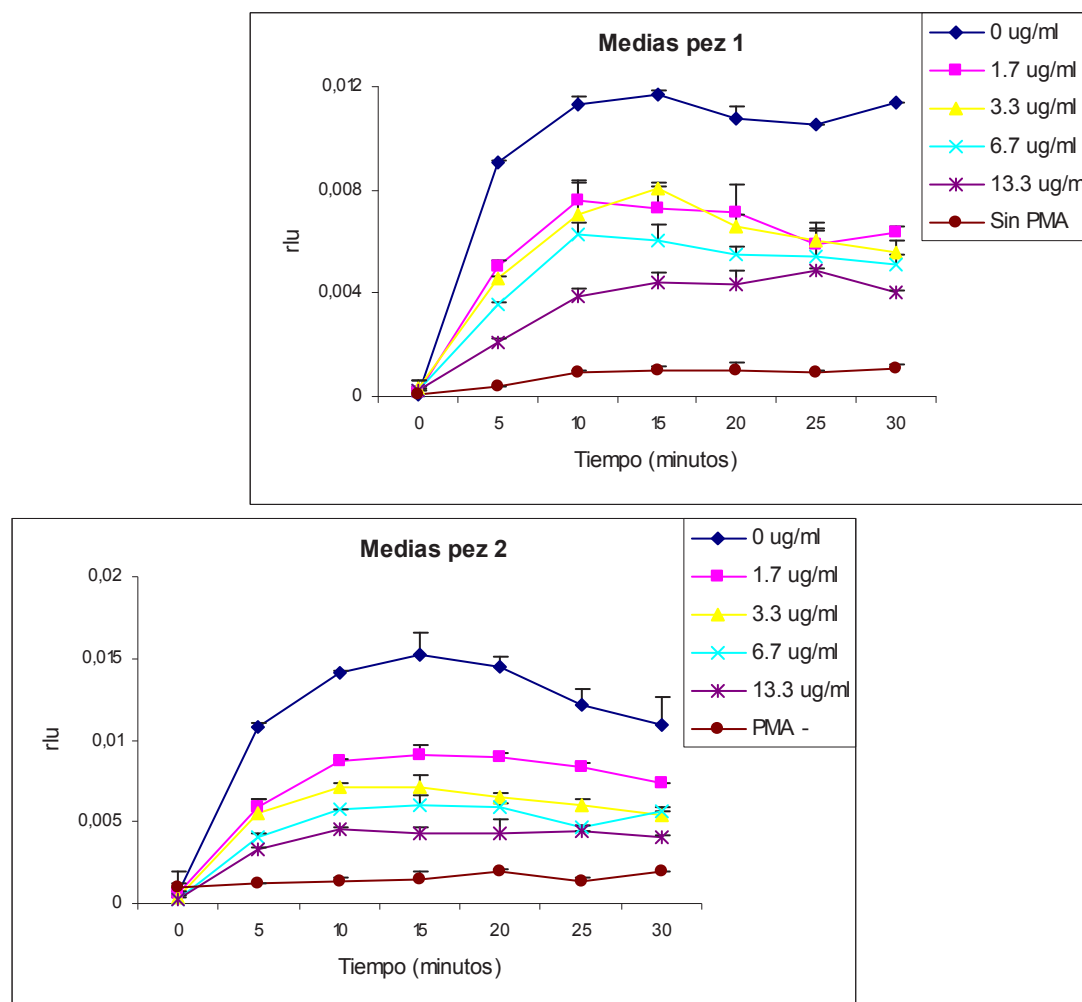 Medias pez 1
0 ug/ml
1.7 ug/ml
3.3 ug/ml
6.7 ug/ml
13.3 ug/m
Sin PMA
0,012
0,008
0,004
0
rlu
0 5 10 15 20 25 30
Tiempo (minutos)
Medias pez 2
0 ug/ml
1.7 ug/ml
3.3 ug/ml
6.7 ug/ml
13.3 ug/ml
PMA -
0,02
0,015
0,01
0,005
0
rlu
0 5 10 15 20 25 30
Tiempo (minutos)